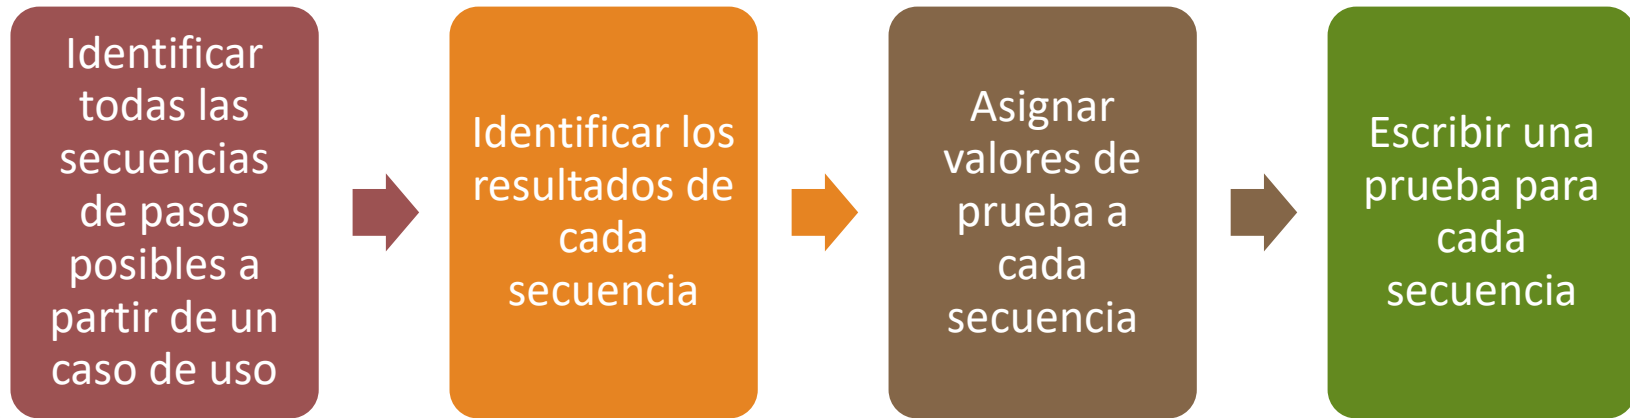 Identificar
todas las
secuencias
de pasos
posibles a
partir de un
caso de uso
Identificar los
resultados de
cada
secuencia
Asignar
valores de
prueba a
cada
secuencia
Escribir una
prueba para
cada
secuencia